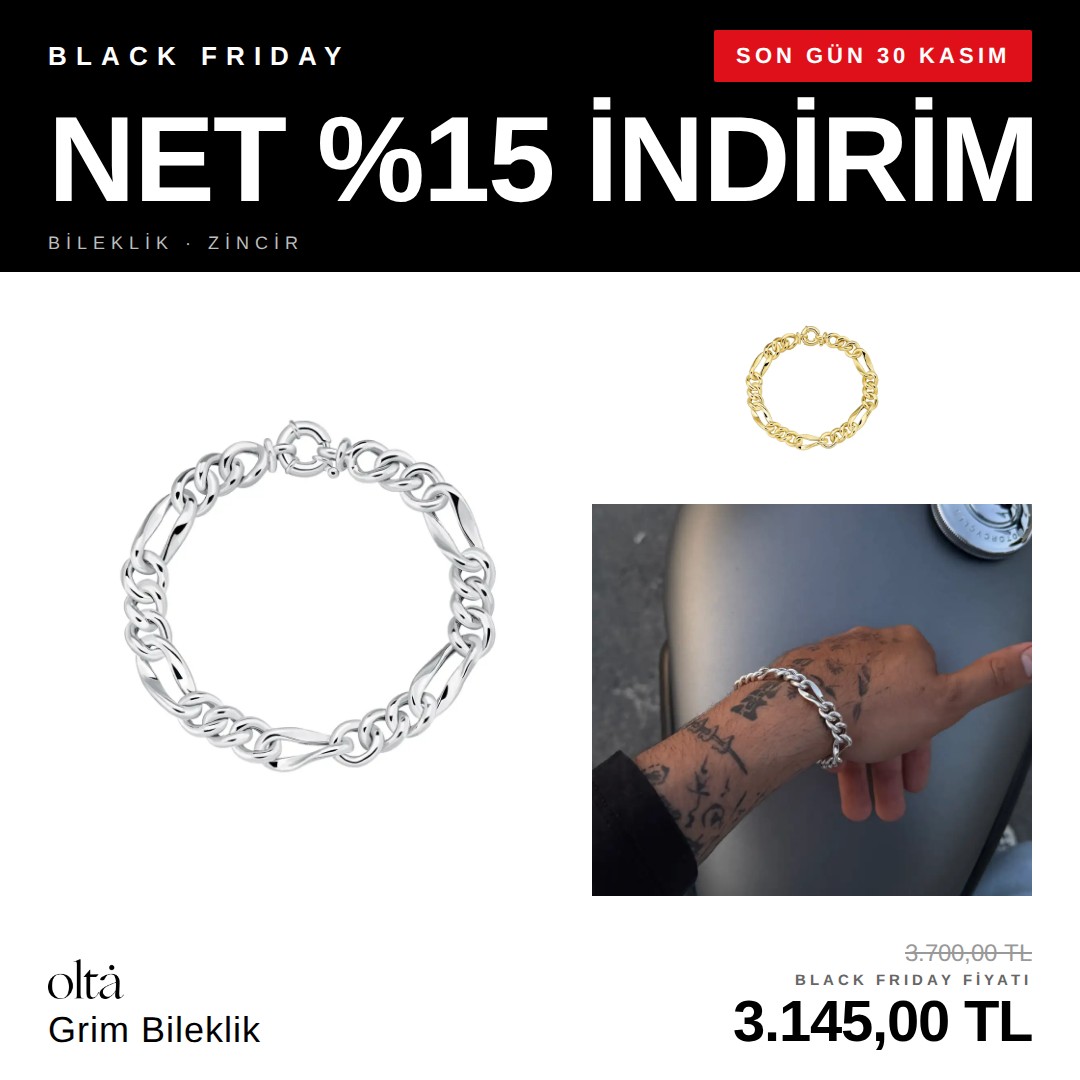 BLACK FRIDAY
SON GÜN 30 KASIM
NET %15 İNDİRİM
BİLEKLİK · ZİNCİR
olta
Grim Bileklik
3.700,00 TL
BLACK FRIDAY FİYATI
3.145,00 TL